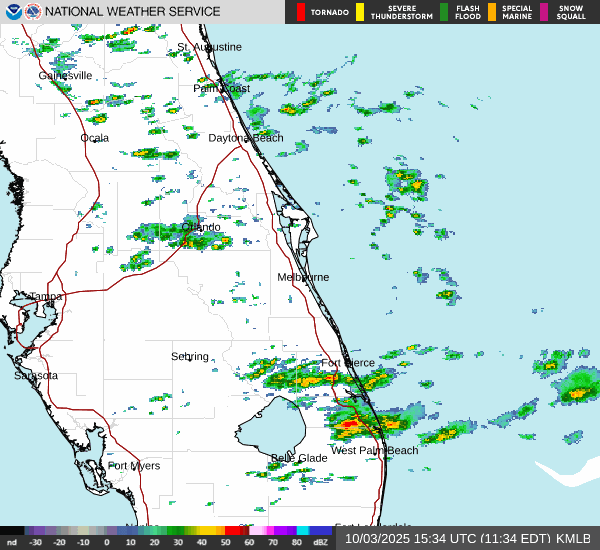 NATIONAL WEATHER SERVICE
TORNADO
SEVERE THUNDERSTORM
FLASH FLOOD
SPECIAL MARINE
SNOW SQUALL
St. Augustine
Gainesville
Palm Coast
Ocala
Daytona Beach
Orlando
Melbourne
Tampa
Sebring
Fort Pierce
Sarasota
West Palm Beach
Belle Glade
Fort Myers
nd -30 -20 -10 0 10 20 30 40 50 60 70 80 dBZ
10/03/2025 15:34 UTC (11:34 EDT) KMLB